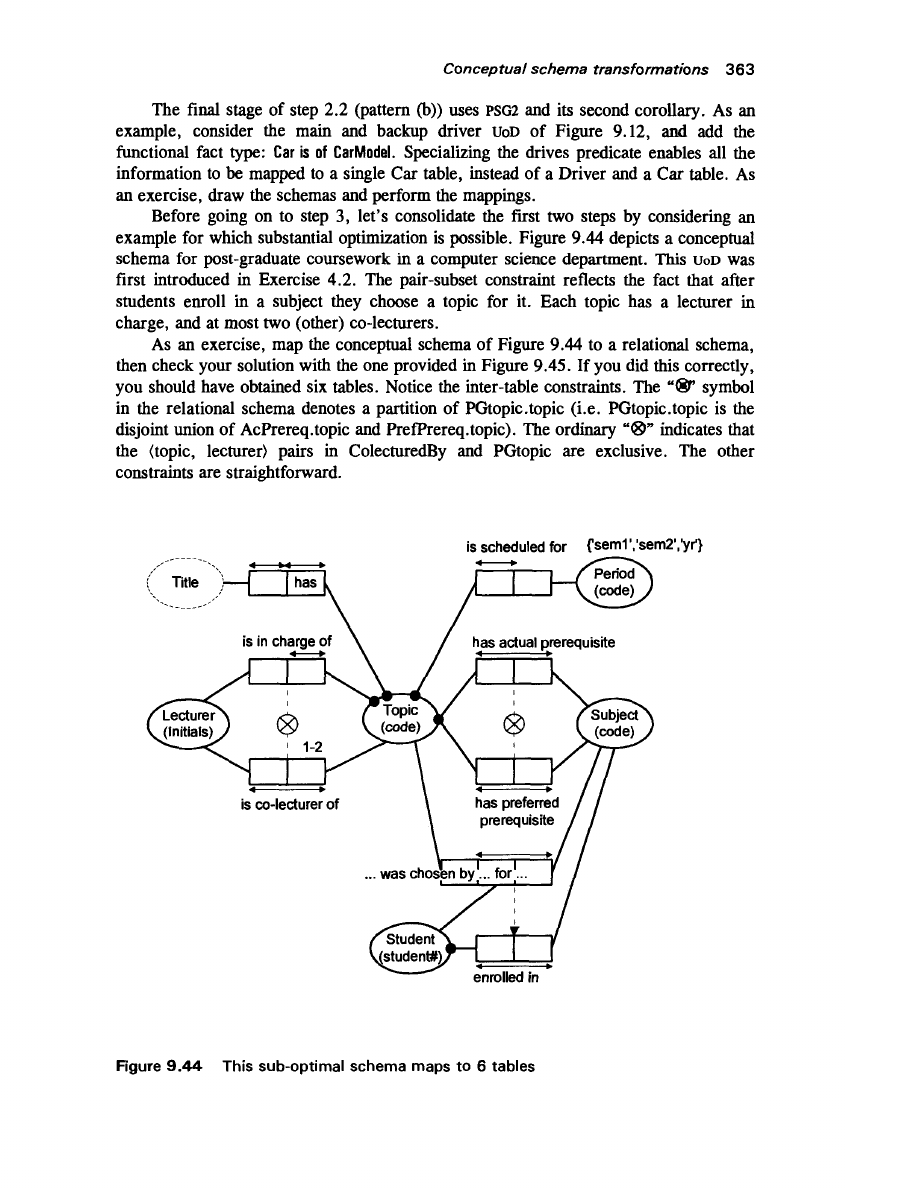 Conceptual schema transformations 363
The final stage of step 2.2 (pattern (b)) uses PSG2 and its second corollary. As an
example, consider the main and backup driver UoD of Figure 9.12, and add the
functional fact type: Car is of CarModel. Specializing the drives predicate enables all the
information to be mapped to a single Car table, instead of a Driver and a Car table. As
an exercise, draw the schemas and perform the mappings.
Before going on to step 3, let's consolidate the first two steps by considering an
example for which substantial optimization is possible. Figure 9.44 depicts a conceptual
schema for post-graduate coursework in a computer science department. This UoD was
first introduced in Exercise 4.2. The pair-subset constraint reflects the fact that after
students enroll in a subject they choose a topic for it. Each topic has a lecturer in
charge, and at most two (other) co-lecturers.
As an exercise, map the conceptual schema of Figure 9.44 to a relational schema,
then check your solution with the one provided in Figure 9.45. If you did this correctly,
you should have obtained six tables. Notice the inter-table constraints. The “ ” symbol
in the relational schema denotes a partition of PGtopic.topic (i.e. PGtopic.topic is the
disjoint union of AcPrereq.topic and PrefPrereq.topic). The ordinary “⊗” indicates that
the ⟨topic, lecturer⟩ pairs in ColecturedBy and PGtopic are exclusive. The other
constraints are straightforward.
is scheduled for {'sem1','sem2','yr'}
Title
has
Period
(code)
is in charge of
has actual prerequisite
Lecturer
(Initials)
Topic
(code)
Subject
(code)
1-2
is co-lecturer of
has preferred
prerequisite
... was chosen by ... for ...
Student
(student#)
enrolled in
Figure 9.44 This sub-optimal schema maps to 6 tables